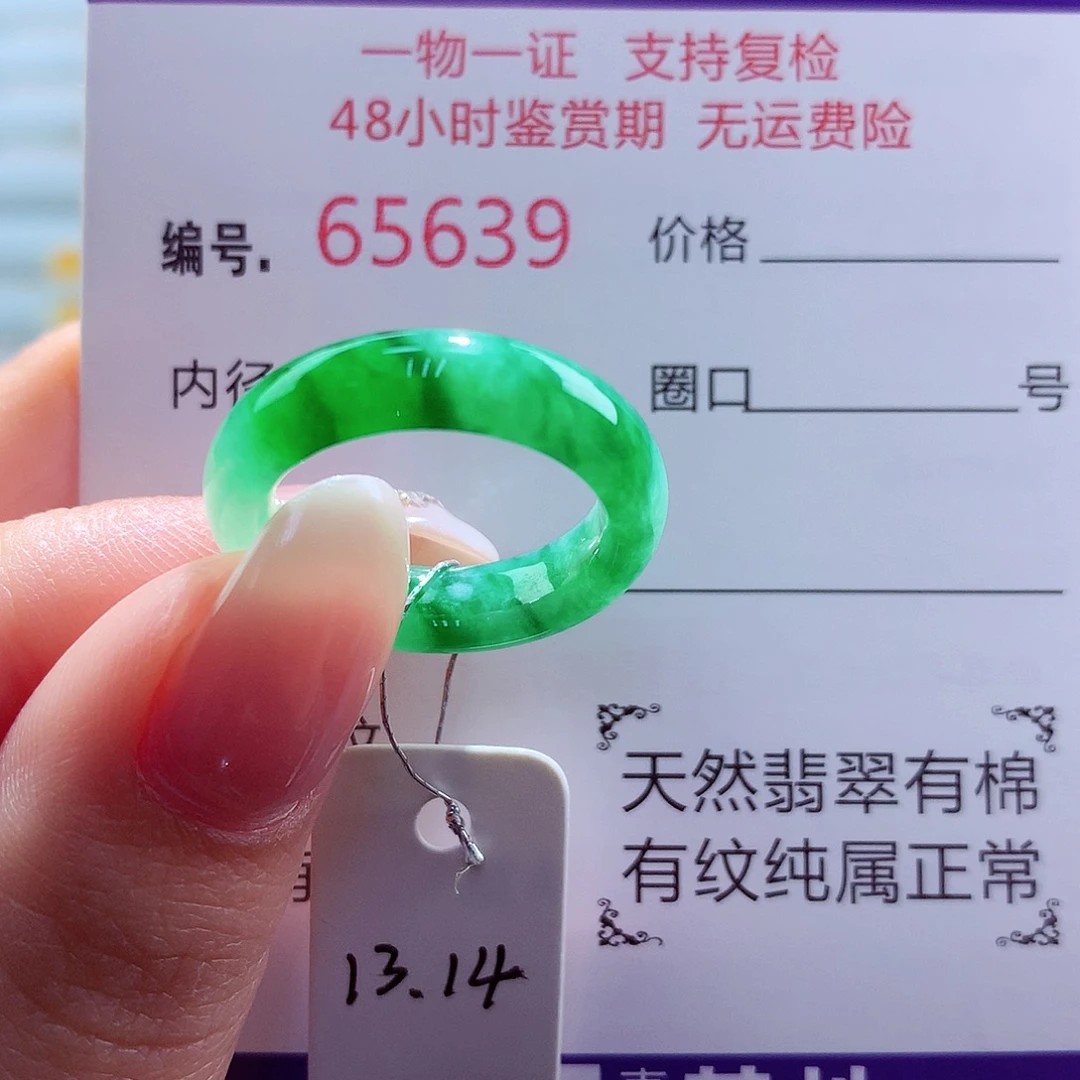 一物一证 支持复检
48小时鉴赏期 无运费险
编号. 65639 价格
内径 圈口 号
天然翡翠有棉
有纹纯属正常
13.14